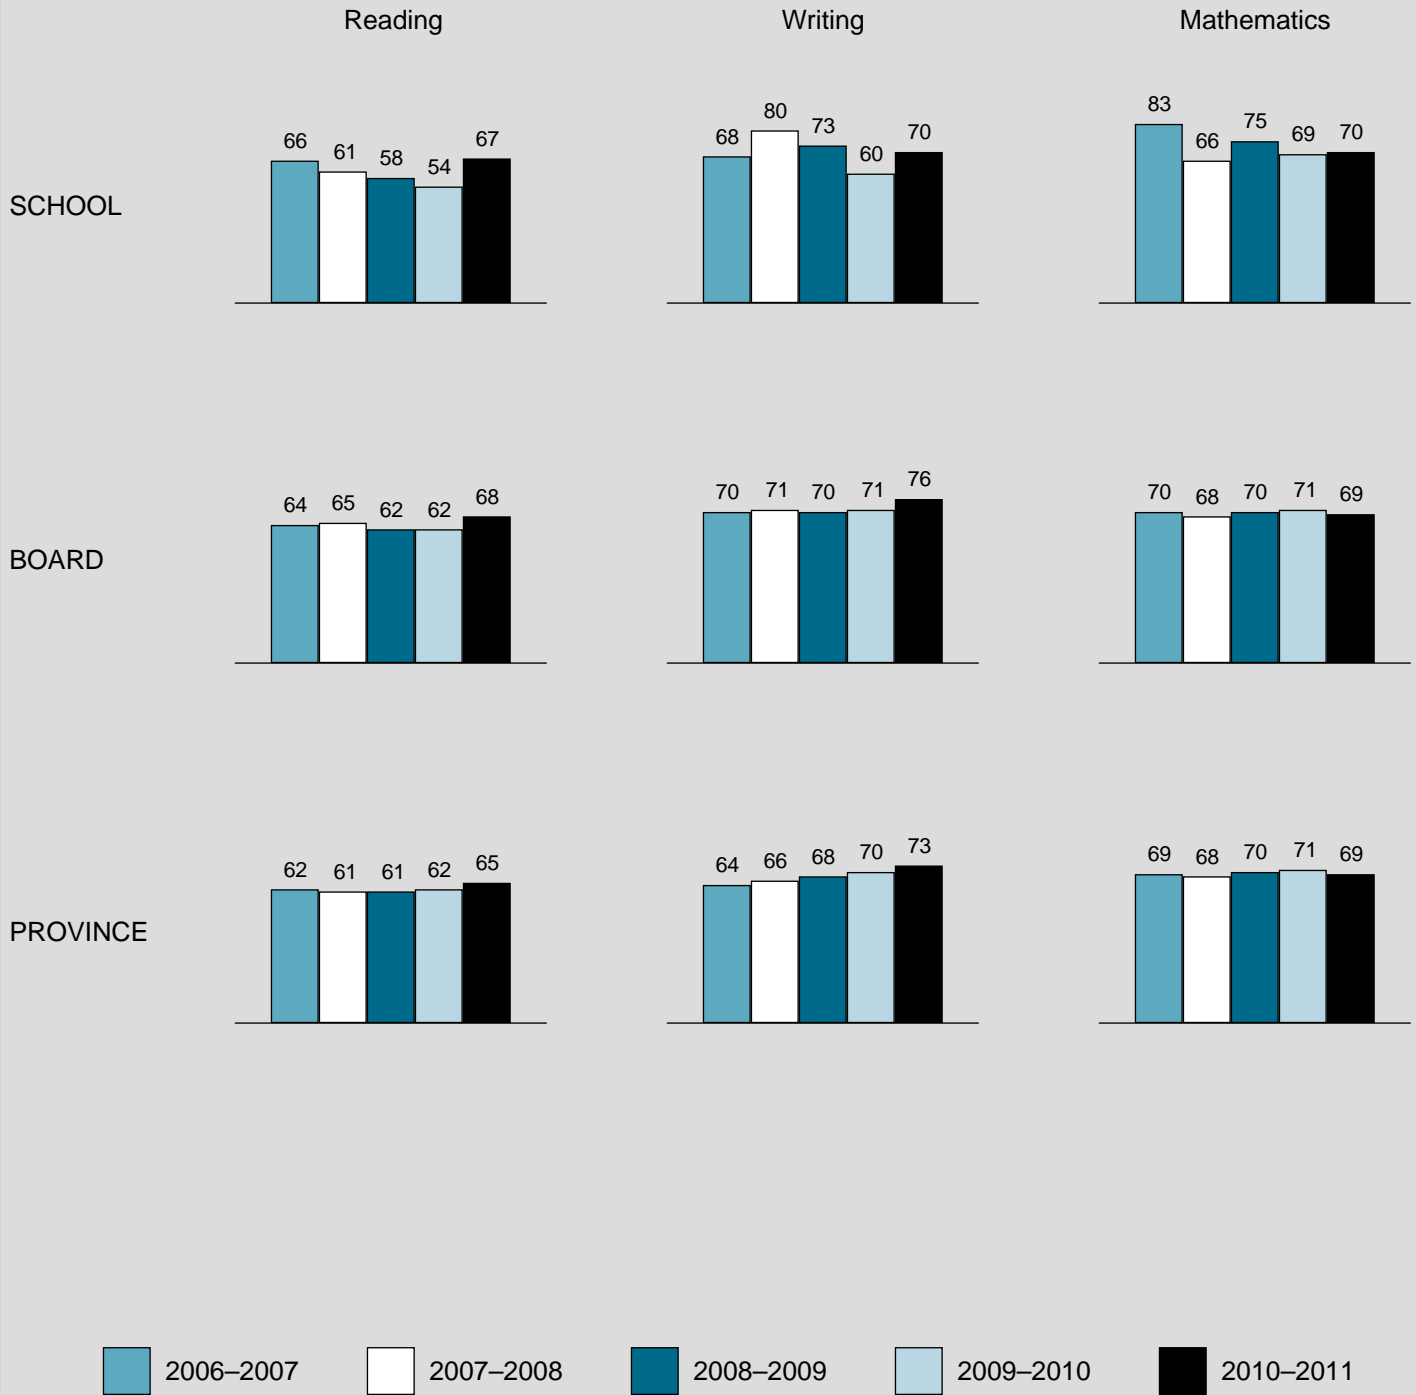 Reading Writing Mathematics
SCHOOL
66 61 58 54 67
68 80 73 60 70
83 66 75 69 70
BOARD
64 65 62 62 68
70 71 70 71 76
70 68 70 71 69
PROVINCE
62 61 61 62 65
64 66 68 70 73
69 68 70 71 69
2006–2007 2007–2008 2008–2009 2009–2010 2010–2011